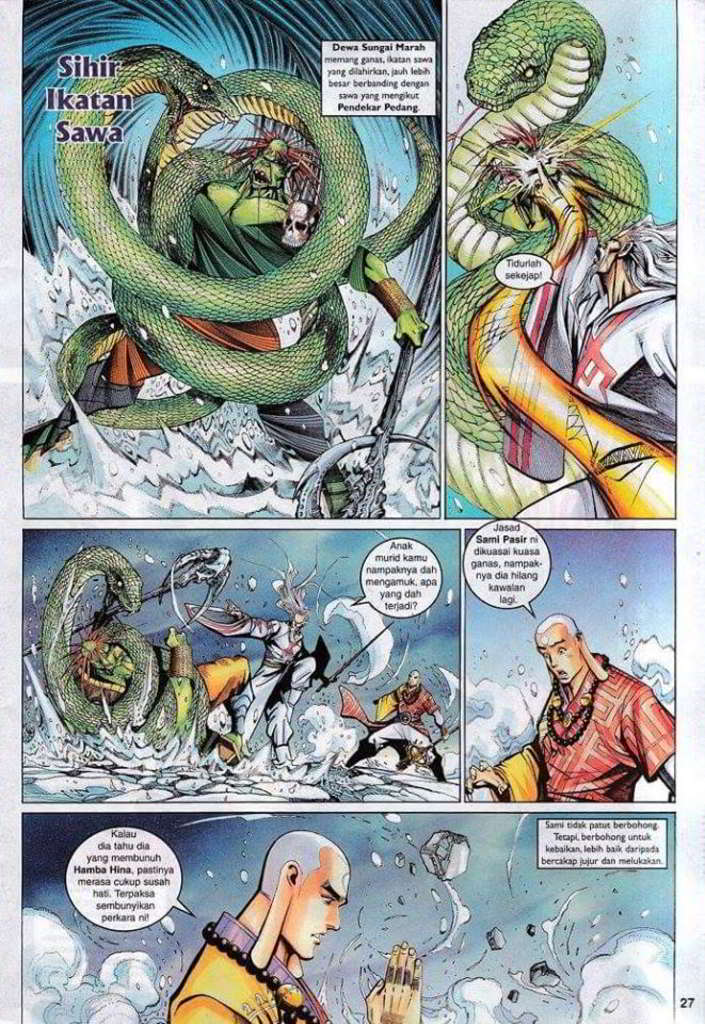 Sihir
Ikatan
Sawa
Dewa Sungai Marah
memang ganas, ikatan sawa
yang dilahirkan, jauh lebih
besar berbanding dengan
sawa yang mengikut
Pendekar Pedang.
Tidurlah
sekejap!
Anak
murid kamu
nampaknya dah
mengamuk, apa
yang dah
terjadi?
Jasad
Sami Pasir ni
dikuasai kuasa
ganas, nampak-
nya dia hilang
kawalan
lagi.
Kalau
dia tahu dia
yang membunuh
Hamba Hina, pastinya
merasa cukup susah
hati. Terpaksa
sembunyikan
perkara ni!
Sami tidak patut berbohong.
Tetapi, berbohong untuk
kebaikan, lebih baik daripada
bercakap jujur dan melukakan.
27